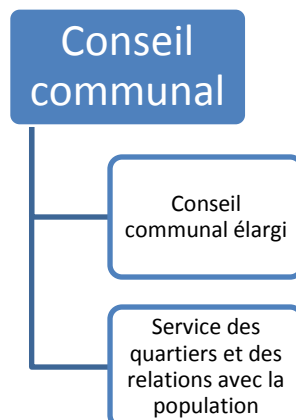 Conseil
communal
Conseil
communal élargi
Service des
quartiers et des
relations avec la
population